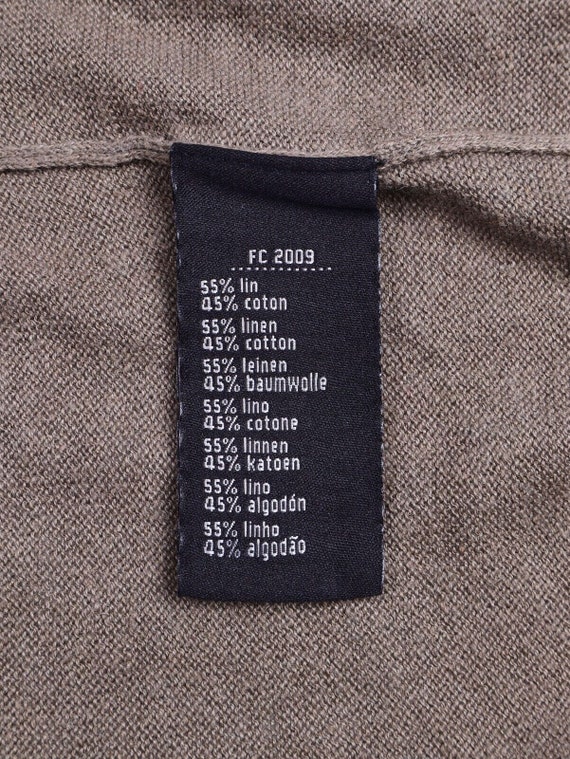 FC 2009
55% lin
45% coton
55% linen
45% cotton
55% leinen
45% baumwolle
55% lino
45% cotone
55% linnen
45% katoen
55% lino
45% algodón
55% linho
45% algodão